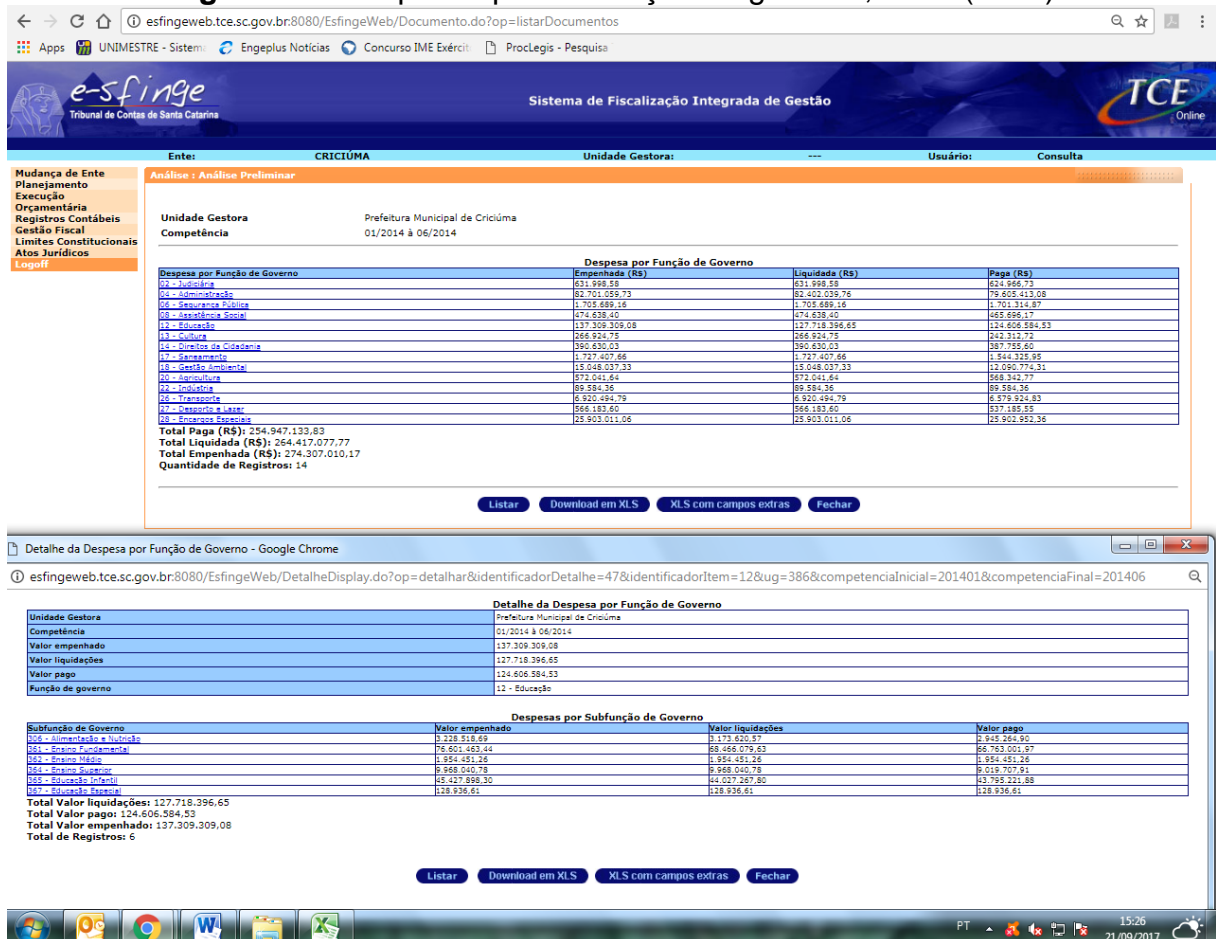 esfingeweb.tce.sc.gov.br:8080/EsfingeWeb/Documento.do?op=listarDocumentos
Apps UNIMESTRE - Sistem Engeplus Notícias Concurso IME Exércit ProcLegis - Pesquisa
e-sfinge
Tribunal de Contas de Santa Catarina
Sistema de Fiscalização Integrada de Gestão
TCE
Online
Ente: CRICIÚMA Unidade Gestora: --- Usuário: Consulta
Mudança de Ente
Planejamento
Execução
Orçamentária
Registros Contábeis
Gestão Fiscal
Limites Constitucionais
Atos Jurídicos
Logoff
Análise : Análise Preliminar
Unidade Gestora Prefeitura Municipal de Criciúma
Competência 01/2014 à 06/2014
Despesa por Função de Governo
Despesa por Função de Governo Empenhada (R$) Liquidada (R$) Paga (R$)
02 - Judiciária 631.998,58 631.998,58 624.966,73
04 - Administração 82.701.059,73 82.402.039,76 79.605.413,08
06 - Segurança Pública 1.705.689,16 1.705.689,16 1.701.314,87
08 - Assistência Social 474.638,40 474.638,40 465.696,17
12 - Educação 137.309.309,08 127.718.396,65 124.606.584,53
13 - Cultura 266.924,75 266.924,75 242.312,72
14 - Direitos da Cidadania 390.630,03 390.630,03 387.755,60
17 - Saneamento 1.727.407,66 1.727.407,66 1.544.325,95
18 - Gestão Ambiental 15.048.037,33 15.048.037,33 12.090.774,31
20 - Agricultura 572.041,64 572.041,64 568.342,77
22 - Indústria 89.584,36 89.584,36 89.584,36
26 - Transporte 6.920.494,79 6.920.494,79 6.579.924,83
27 - Desporto e Lazer 566.183,60 566.183,60 537.185,55
28 - Encargos Especiais 25.903.011,06 25.903.011,06 25.902.952,36
Total Paga (R$): 254.947.133,83
Total Liquidada (R$): 264.417.077,77
Total Empenhada (R$): 274.307.010,17
Quantidade de Registros: 14
Listar Download em XLS XLS com campos extras Fechar
Detalhe da Despesa por Função de Governo - Google Chrome
esfingeweb.tce.sc.gov.br:8080/EsfingeWeb/DetalheDisplay.do?op=detalhar&identificadorDetalhe=47&identificadorItem=12&ug=386&competenciaInicial=201401&competenciaFinal=201406
Detalhe da Despesa por Função de Governo
Unidade Gestora Prefeitura Municipal de Criciúma
Competência 01/2014 à 06/2014
Valor empenhado 137.309.309,08
Valor liquidações 127.718.396,65
Valor pago 124.606.584,53
Função de governo 12 - Educação
Despesas por Subfunção de Governo
Subfunção de Governo Valor empenhado Valor liquidações Valor pago
306 - Alimentação e Nutrição 3.228.518,69 3.173.620,57 2.945.264,90
361 - Ensino Fundamental 76.601.463,44 68.466.079,63 66.763.001,97
362 - Ensino Médio 1.954.451,26 1.954.451,26 1.954.451,26
364 - Ensino Superior 9.968.040,78 9.968.040,78 9.019.707,91
365 - Educação Infantil 45.427.898,30 44.027.267,80 43.795.221,88
367 - Educação Especial 128.936,61 128.936,61 128.936,61
Total Valor liquidações: 127.718.396,65
Total Valor pago: 124.606.584,53
Total Valor empenhado: 137.309.309,08
Total de Registros: 6
Listar Download em XLS XLS com campos extras Fechar
PT 15:26
21/09/2017